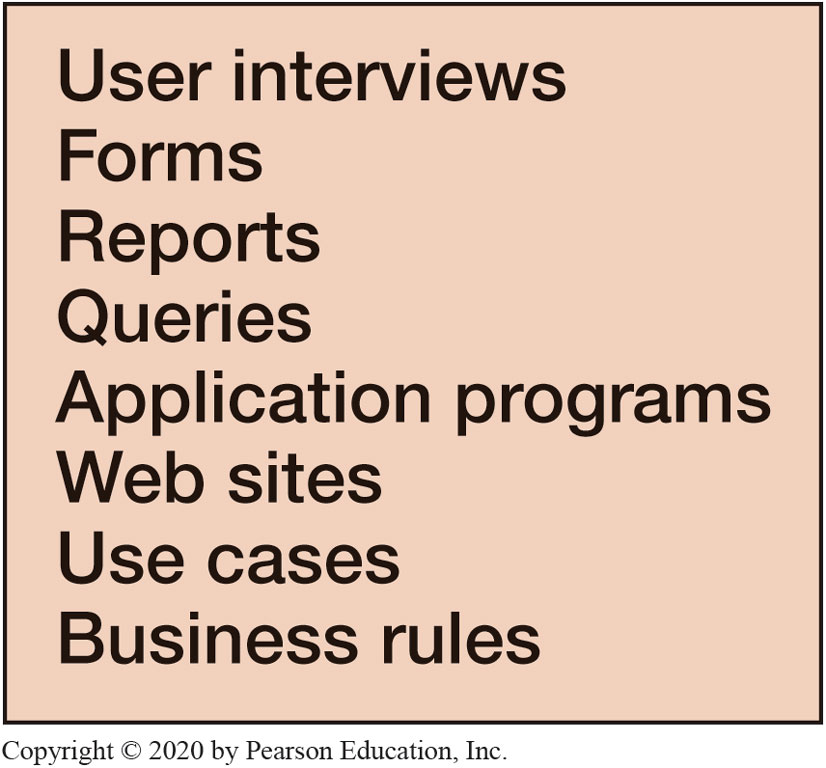 User interviews
Forms
Reports
Queries
Application programs
Web sites
Use cases
Business rules
Copyright © 2020 by Pearson Education, Inc.